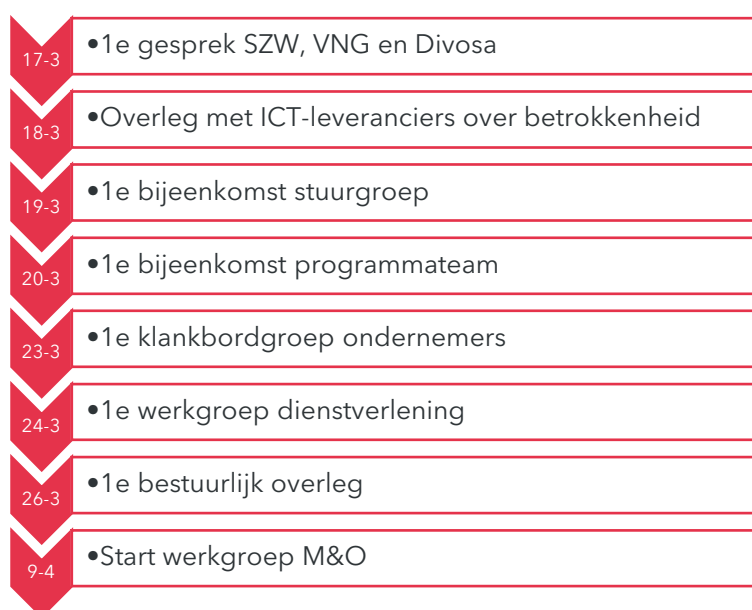 17-3 •1e gesprek SZW, VNG en Divosa
18-3 •Overleg met ICT-leveranciers over betrokkenheid
19-3 •1e bijeenkomst stuurgroep
20-3 •1e bijeenkomst programmateam
23-3 •1e klankbordgroep ondernemers
24-3 •1e werkgroep dienstverlening
26-3 •1e bestuurlijk overleg
9-4 •Start werkgroep M&O